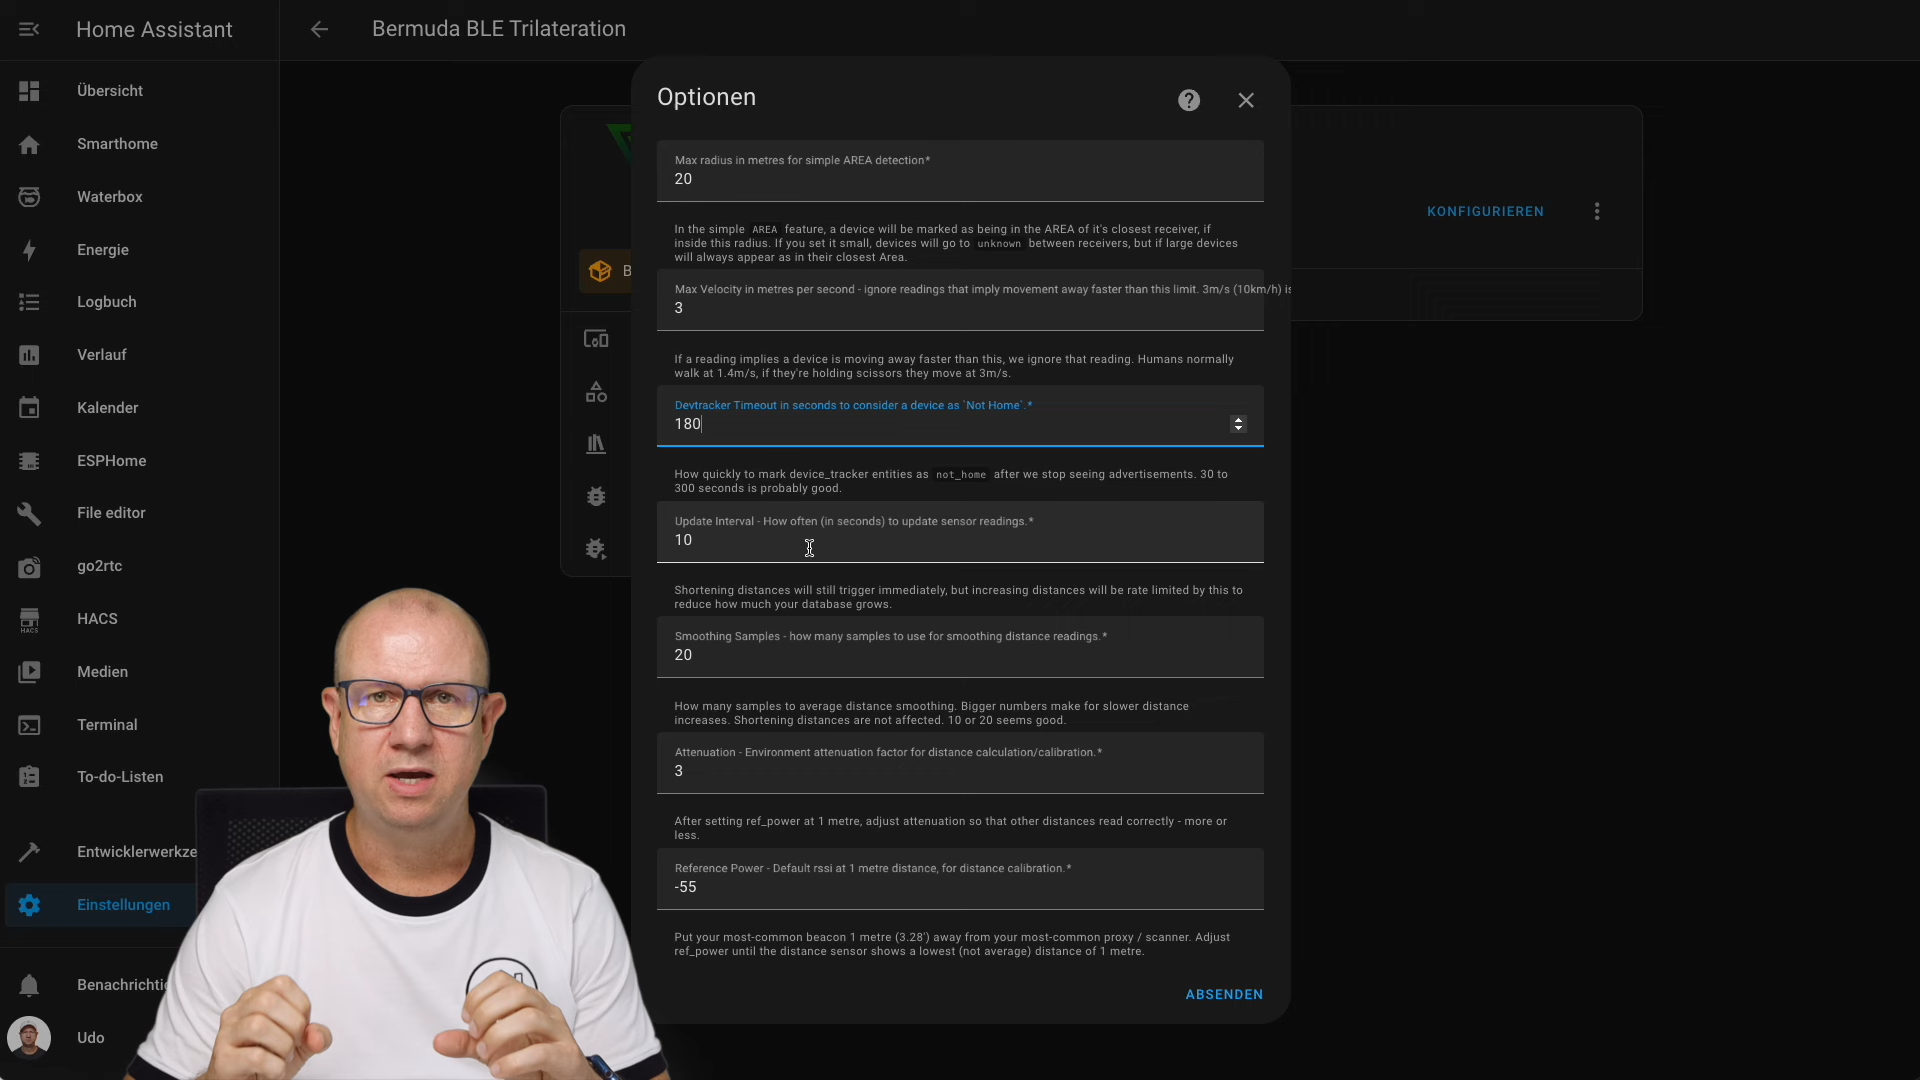 Home Assistant
Bermuda BLE Trilateration
Übersicht
Smarthome
Waterbox
Energie
Logbuch
Verlauf
Kalender
ESPHome
File editor
go2rtc
HACS
HACS
Medien
Terminal
To-do-Listen
Entwicklerwerkze
Einstellungen
Benachrichti
Udo
KONFIGURIEREN
B
Optionen
Max radius in metres for simple AREA detection*
20
In the simple AREA feature, a device will be marked as being in the AREA of it's closest receiver, if
inside this radius. If you set it small, devices will go to unknown between receivers, but if large devices
will always appear as in their closest Area.
Max Velocity in metres per second - ignore readings that imply movement away faster than this limit. 3m/s (10km/h) is
3
If a reading implies a device is moving away faster than this, we ignore that reading. Humans normally
walk at 1.4m/s, if they're holding scissors they move at 3m/s.
Devtracker Timeout in seconds to consider a device as `Not Home`.*
180
How quickly to mark device_tracker entities as not_home after we stop seeing advertisements. 30 to
300 seconds is probably good.
Update Interval - How often (in seconds) to update sensor readings.*
10
Shortening distances will still trigger immediately, but increasing distances will be rate limited by this to
reduce how much your database grows.
Smoothing Samples - how many samples to use for smoothing distance readings.*
20
How many samples to average distance smoothing. Bigger numbers make for slower distance
increases. Shortening distances are not affected. 10 or 20 seems good.
Attenuation - Environment attenuation factor for distance calculation/calibration.*
3
After setting ref_power at 1 metre, adjust attenuation so that other distances read correctly - more or
less.
Reference Power - Default rssi at 1 metre distance, for distance calibration.*
-55
Put your most-common beacon 1 metre (3.28') away from your most-common proxy / scanner. Adjust
ref_power until the distance sensor shows a lowest (not average) distance of 1 metre.
ABSENDEN